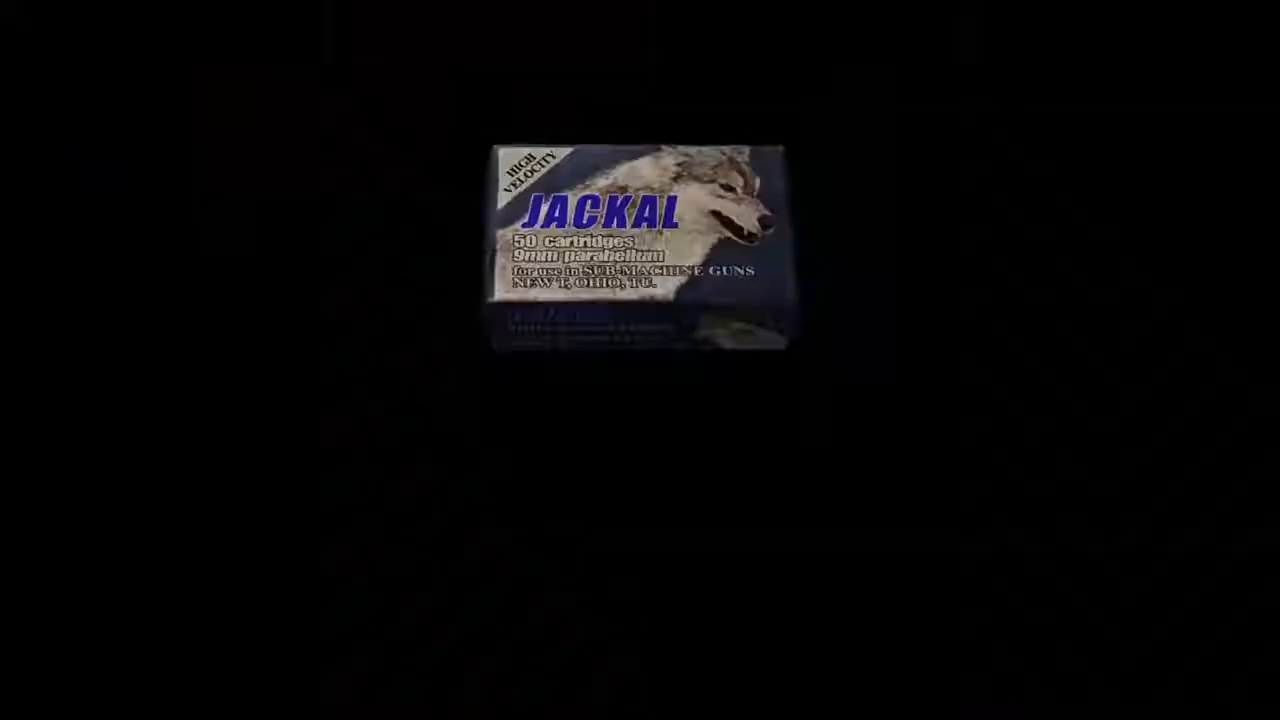 HIGH
VELOCITY
JACKAL
50 cartridges
9mm parabellum
for use in SUB-MACHINE GUNS
NEW T, OHIO, TU.